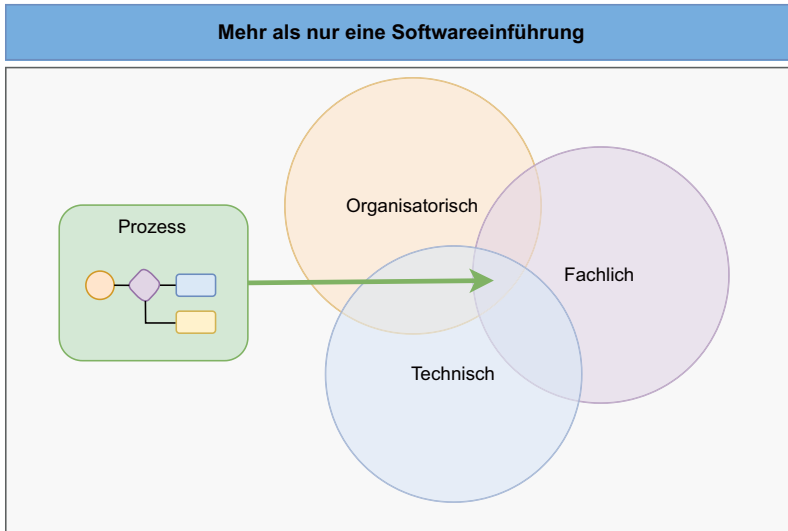 Mehr als nur eine Softwareeinführung
Organisatorisch
Prozess
Fachlich
Technisch